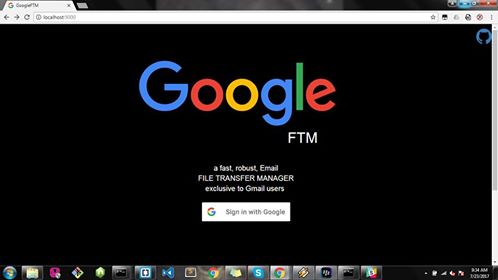 GoogleFTM
localhost:9000
Google
FTM
a fast, robust, Email
FILE TRANSFER MANAGER
exclusive to Gmail users
G Sign in with Google
9:34 AM
7/23/2017